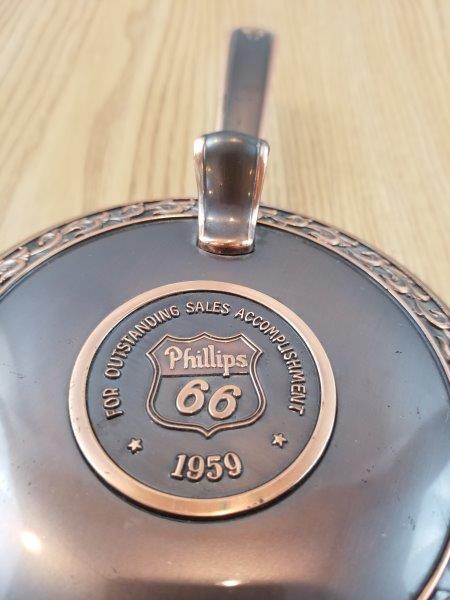 FOR OUTSTANDING SALES ACCOMPLISHMENT
Phillips
66
1959